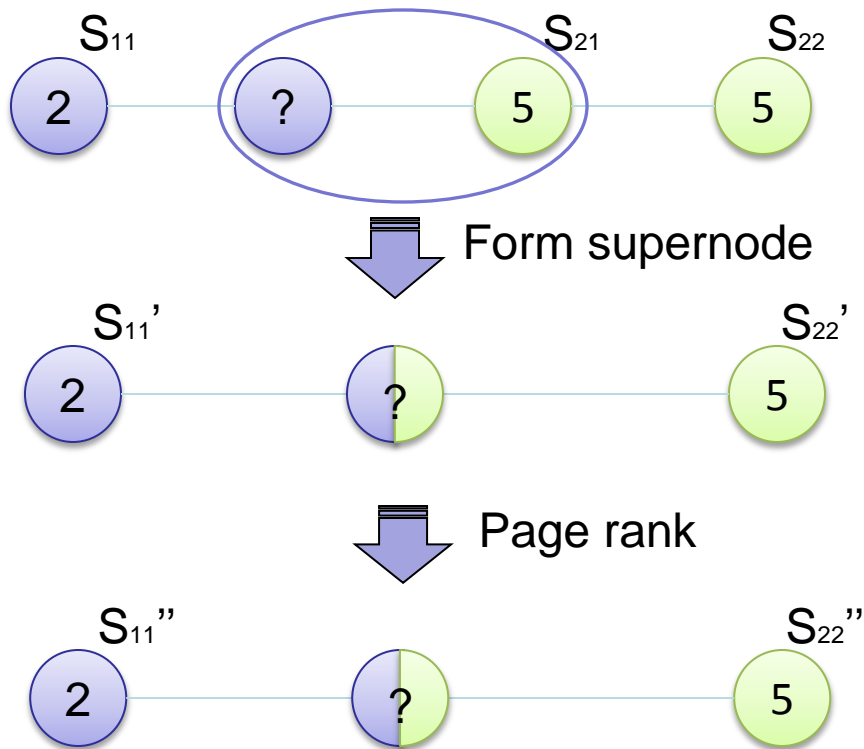 S11 S21 S22
2 ? 5 5
Form supernode
S11’ S22’
2 ? 5
Page rank
S11’’ S22’’
2 ? 5